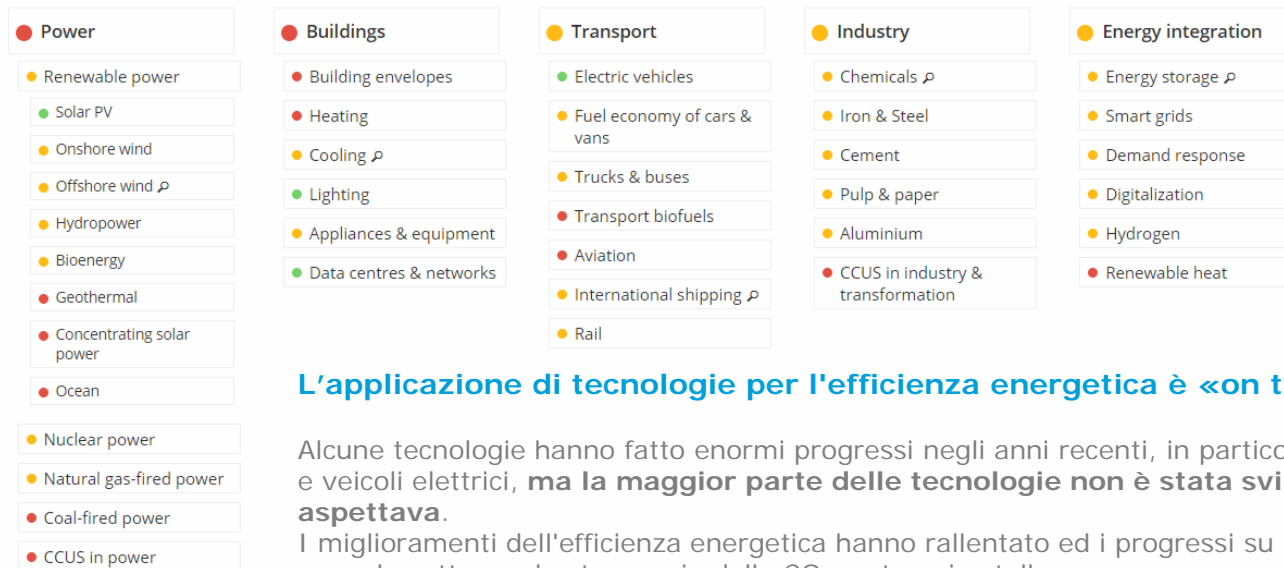 Power
Renewable power
Solar PV
Onshore wind
Offshore wind
Hydropower
Bioenergy
Geothermal
Concentrating solar
power
Ocean
Nuclear power
Natural gas-fired power
Coal-fired power
CCUS in power
Buildings
Building envelopes
Heating
Cooling
Lighting
Appliances & equipment
Data centres & networks
Transport
Electric vehicles
Fuel economy of cars &
vans
Trucks & buses
Transport biofuels
Aviation
International shipping
Rail
Industry
Chemicals
Iron & Steel
Cement
Pulp & paper
Aluminium
CCUS in industry &
transformation
Energy integration
Energy storage
Smart grids
Demand response
Digitalization
Hydrogen
Renewable heat
L'applicazione di tecnologie per l'efficienza energetica è «on t
Alcune tecnologie hanno fatto enormi progressi negli anni recenti, in partico
e veicoli elettrici, ma la maggior parte delle tecnologie non è stata svi
aspettava.
I miglioramenti dell'efficienza energetica hanno rallentato ed i progressi su